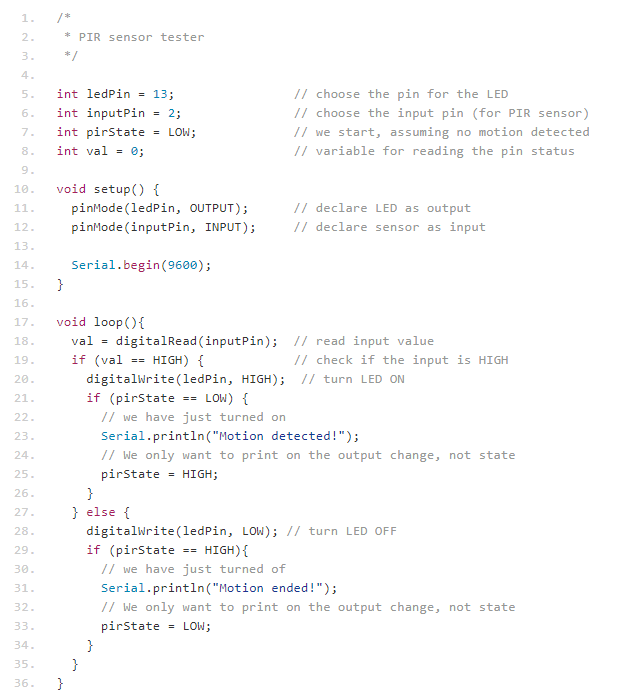 1. /*
2.  * PIR sensor tester
3.  */
4.
5. int ledPin = 13;                // choose the pin for the LED
6. int inputPin = 2;               // choose the input pin (for PIR sensor)
7. int pirState = LOW;             // we start, assuming no motion detected
8. int val = 0;                    // variable for reading the pin status
9.
10. void setup() {
11.   pinMode(ledPin, OUTPUT);      // declare LED as output
12.   pinMode(inputPin, INPUT);     // declare sensor as input
13.
14.   Serial.begin(9600);
15. }
16.
17. void loop(){
18.   val = digitalRead(inputPin);  // read input value
19.   if (val == HIGH) {            // check if the input is HIGH
20.     digitalWrite(ledPin, HIGH);  // turn LED ON
21.     if (pirState == LOW) {
22.       // we have just turned on
23.       Serial.println("Motion detected!");
24.       // We only want to print on the output change, not state
25.       pirState = HIGH;
26.     }
27.   } else {
28.     digitalWrite(ledPin, LOW); // turn LED OFF
29.     if (pirState == HIGH){
30.       // we have just turned of
31.       Serial.println("Motion ended!");
32.       // We only want to print on the output change, not state
33.       pirState = LOW;
34.     }
35.   }
36. }